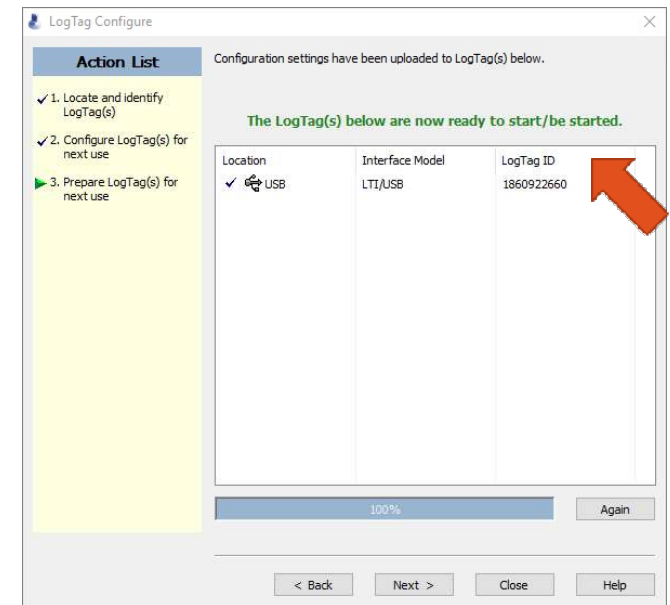 LogTag Configure
Action List
1. Locate and identify
LogTag(s)
2. Configure LogTag(s) for
next use
3. Prepare LogTag(s) for
next use
Configuration settings have been uploaded to LogTag(s) below.
The LogTag(s) below are now ready to start/be started.
Location Interface Model LogTag ID
USB LTI/USB 1860922660
100% Again
< Back Next > Close Help